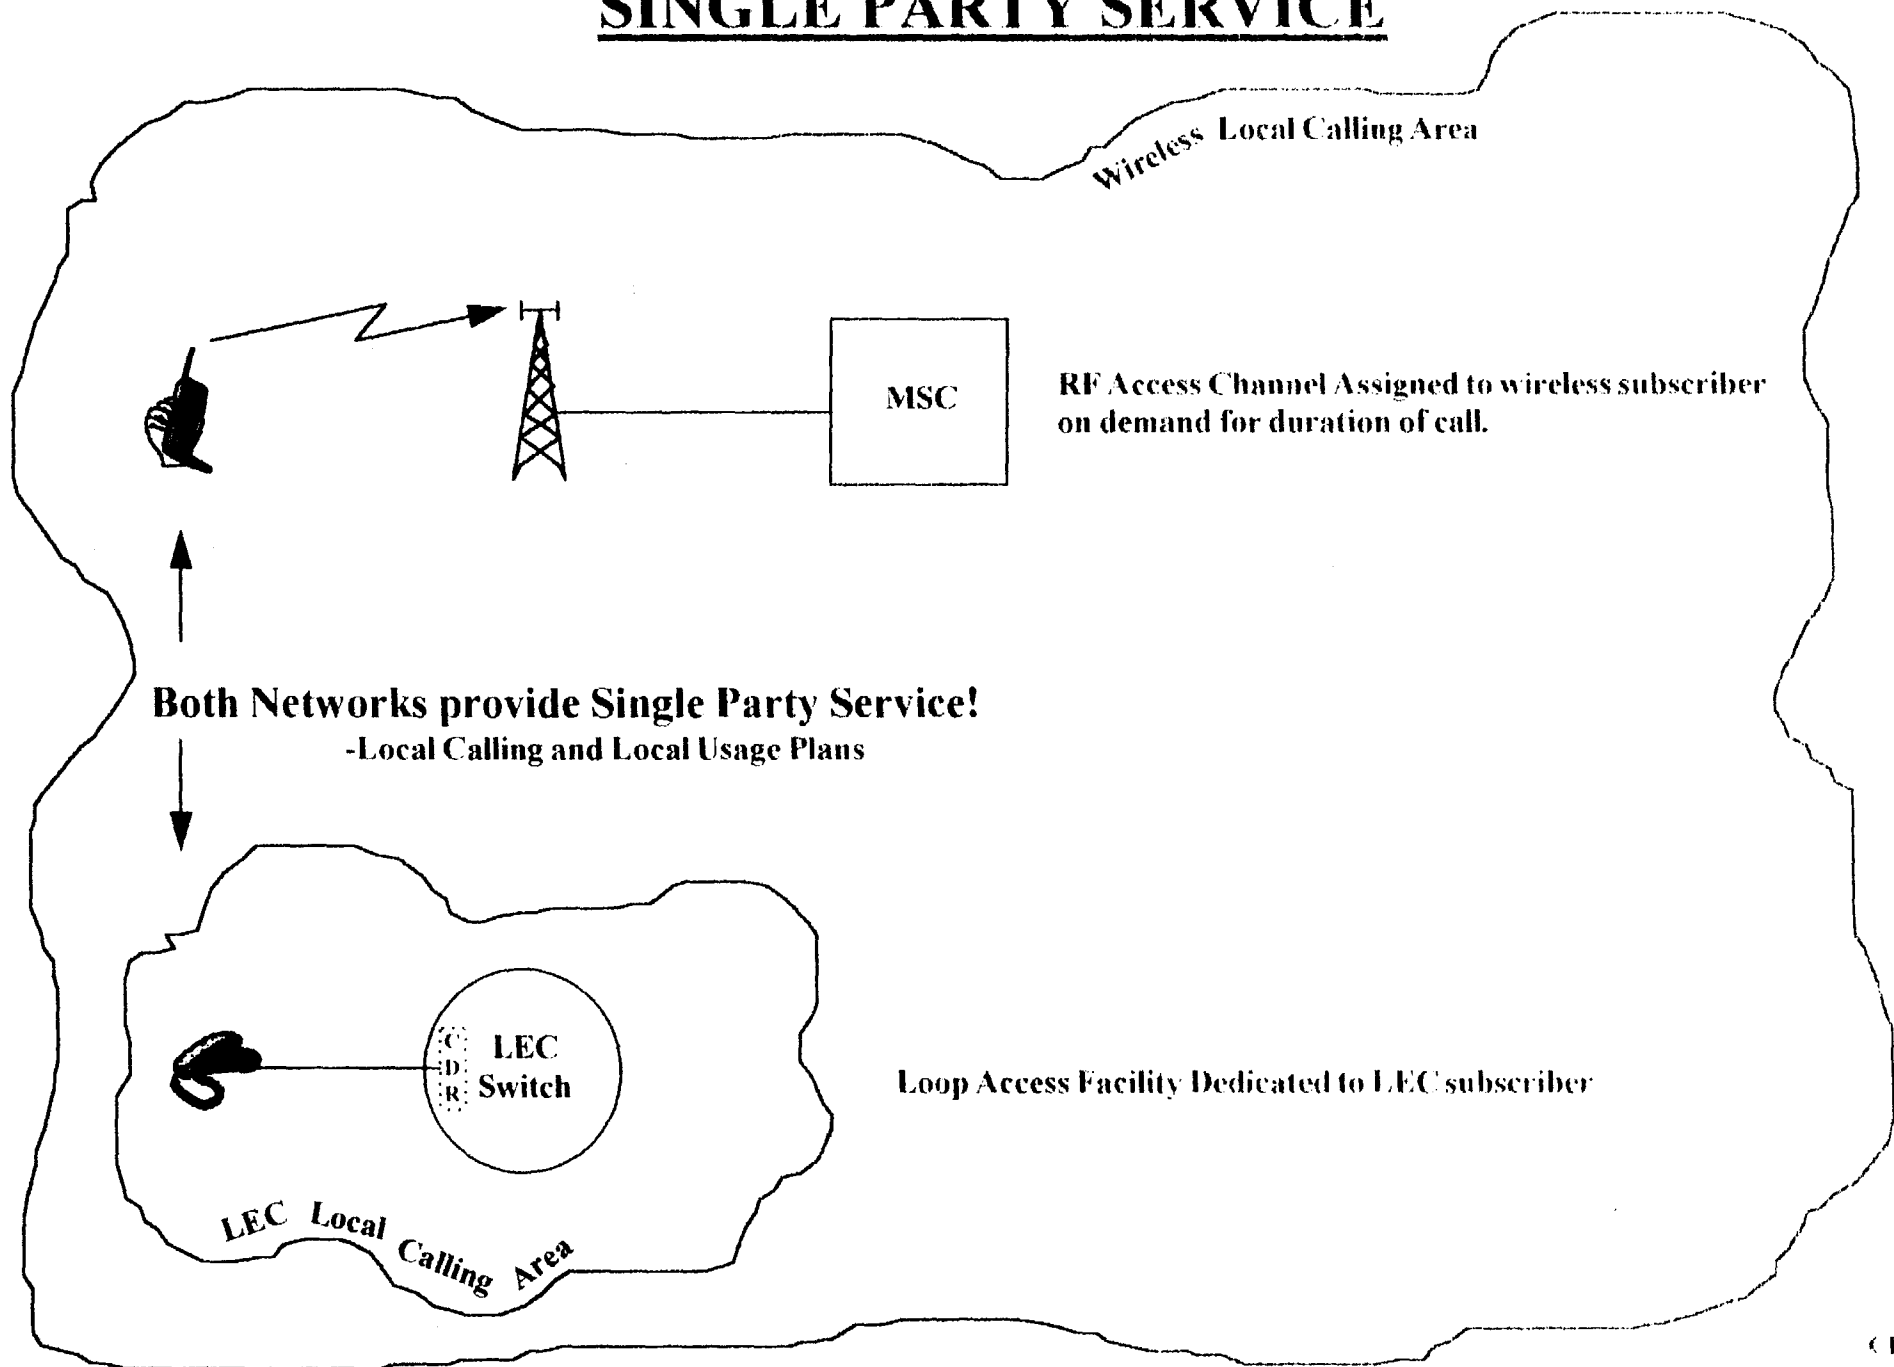 SINGLE PARTY SERVICE
Wireless Local Calling Area
MSC
RF Access Channel Assigned to wireless subscriber
on demand for duration of call.
Both Networks provide Single Party Service!
-Local Calling and Local Usage Plans
C
D
R
LEC
Switch
Loop Access Facility Dedicated to LEC subscriber
LEC Local Calling Area